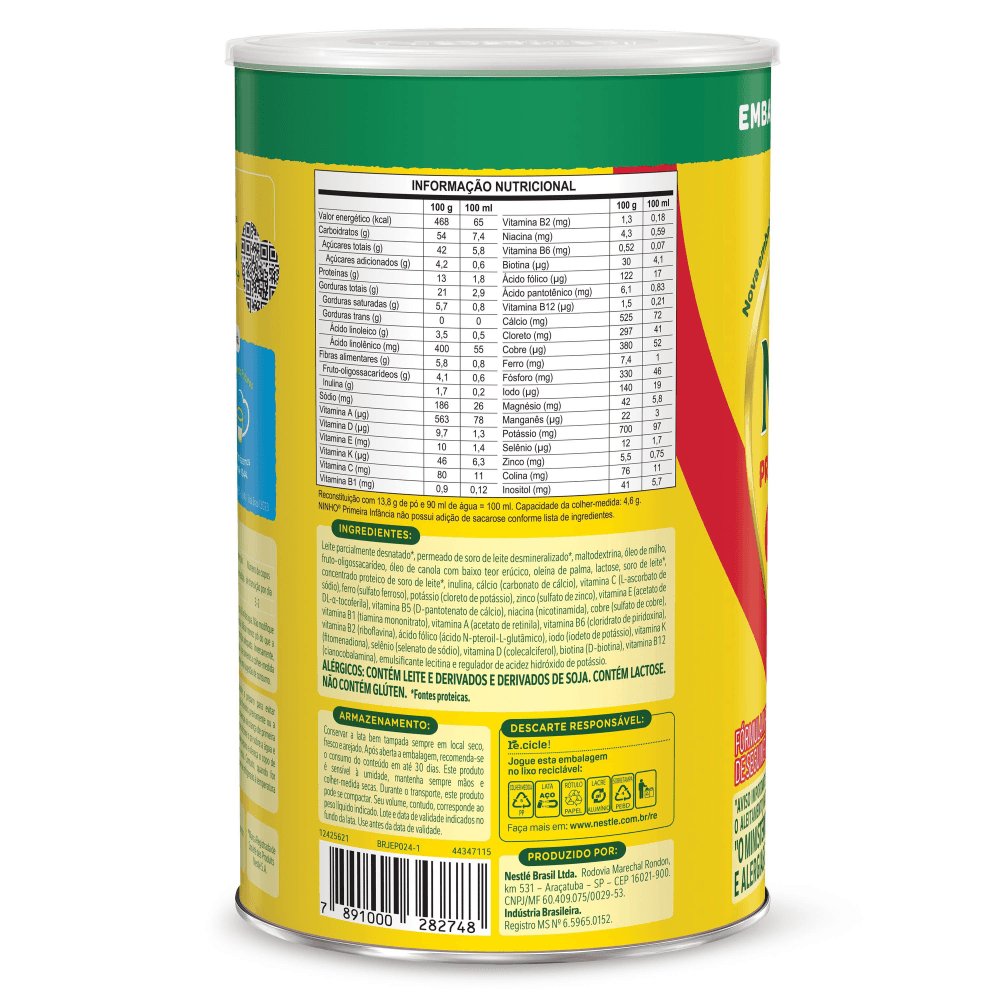 EMBA
INFORMAÇÃO NUTRICIONAL
100 g 100 ml
Valor energético (kcal) 468 65
Carboidratos (g) 54 7,4
Açúcares totais (g) 42 5,8
Açúcares adicionados (g) 4,2 0,6
Proteínas (g) 13 1,8
Gorduras totais (g) 21 2,9
Gorduras saturadas (g) 5,7 0,8
Gorduras trans (g) 0 0
Ácido linoleico (g) 3,5 0,5
Ácido linolênico (mg) 400 55
Fibras alimentares (g) 5,8 0,8
Fruto-oligossacarídeos (g) 4,1 0,6
Inulina (g) 1,7 0,2
Sódio (mg) 186 26
Vitamina A (µg) 563 78
Vitamina D (µg) 9,7 1,3
Vitamina E (mg) 10 1,4
Vitamina K (µg) 46 6,3
Vitamina C (mg) 80 11
Vitamina B1 (mg) 0,9 0,12
100 g 100 ml
Vitamina B2 (mg) 1,3 0,18
Niacina (mg) 4,3 0,59
Vitamina B6 (mg) 0,52 0,07
Biotina (µg) 30 4,1
Ácido fólico (µg) 122 17
Ácido pantotênico (mg) 6,1 0,83
Vitamina B12 (µg) 1,5 0,21
Cálcio (mg) 525 72
Cloreto (mg) 297 41
Cobre (µg) 380 52
Ferro (mg) 7,4 1
Fósforo (mg) 330 46
Iodo (µg) 140 19
Magnésio (mg) 42 5,8
Manganês (µg) 22 3
Potássio (mg) 700 97
Selênio (µg) 12 1,7
Zinco (mg) 5,5 0,75
Colina (mg) 76 11
Inositol (mg) 41 5,7
Reconstituição com 13,8 g de pó e 90 ml de água = 100 ml. Capacidade da colher-medida: 4,6 g.
NINHO® Primeira Infância não possui adição de sacarose conforme lista de ingredientes.
INGREDIENTES:
Leite parcialmente desnatado*, permeado de soro de leite desmineralizado*, maltodextrina, óleo de milho,
fruto-oligossacarídeo, óleo de canola com baixo teor erúcico, oleína de palma, lactose, soro de leite*,
concentrado proteico de soro de leite*, inulina, cálcio (carbonato de cálcio), vitamina C (L-ascorbato de
sódio), ferro (sulfato ferroso), potássio (cloreto de potássio), zinco (sulfato de zinco), vitamina E (acetato de
DL-α-tocoferila), vitamina B5 (D-pantotenato de cálcio), niacina (nicotinamida), cobre (sulfato de cobre),
vitamina B1 (tiamina mononitrato), vitamina A (acetato de retinila), vitamina B6 (cloridrato de piridoxina),
vitamina B2 (riboflavina), ácido fólico (ácido N-pteroil-L-glutâmico), iodo (iodeto de potássio), vitamina K
(fitomenadiona), selênio (selenato de sódio), vitamina D (colecalciferol), biotina (D-biotina), vitamina B12
(cianocobalamina), emulsificante lecitina e regulador de acidez hidróxido de potássio.
ALÉRGICOS: CONTÉM LEITE E DERIVADOS E DERIVADOS DE SOJA. CONTÉM LACTOSE.
NÃO CONTÉM GLÚTEN. *Fontes proteicas.
ARMAZENAMENTO:
Conservar a lata bem tampada sempre em local seco,
fresco e arejado. Após aberta a embalagem, recomenda-se
o consumo do conteúdo em até 30 dias. Este produto
é sensível à umidade, mantenha sempre mãos e
colher-medida secas. Durante o transporte, este produto
pode se compactar. Seu volume, contudo, corresponde ao
peso líquido indicado. Lote e data de validade indicados no
fundo da lata. Use antes da data de validade.
12425621 BRJEP024-1 44347115
7 891000 282748
DESCARTE RESPONSÁVEL:
re.cicle!
Jogue esta embalagem
no lixo reciclável:
PP
LATA
AÇO
RÓTULO
PAPEL
LACRE
ALUMÍNIO
SOBRETAMPA
PEBD
Faça mais em: www.nestle.com.br/re
PRODUZIDO POR:
Nestlé Brasil Ltda. Rodovia Marechal Rondon,
km 531 – Araçatuba – SP – CEP 16021-900.
CNPJ/MF 60.409.075/0029-53.
Indústria Brasileira.
Registro MS Nº 6.5965.0152.
Nova emba
"O MINIS
E ALERG